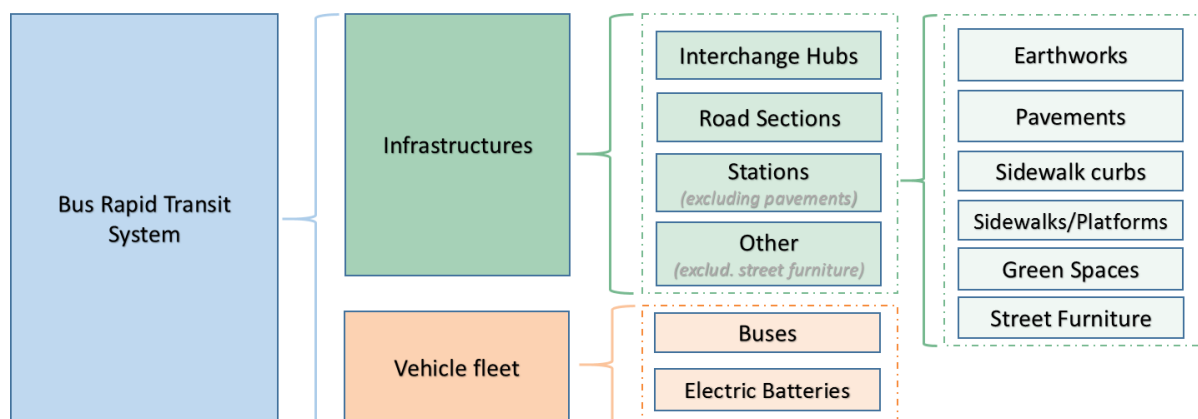 Bus Rapid Transit
System
Infrastructures
Vehicle fleet
Interchange Hubs
Road Sections
Stations
(excluding pavements)
Other
(exclud. street furniture)
Buses
Electric Batteries
Earthworks
Pavements
Sidewalk curbs
Sidewalks/Platforms
Green Spaces
Street Furniture